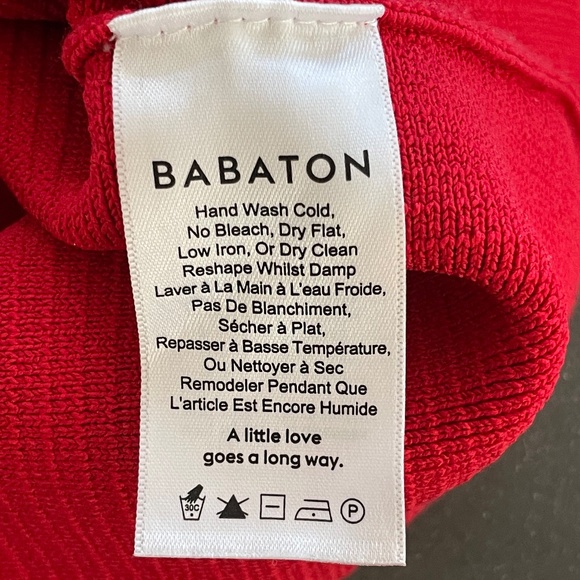 BABATON
Hand Wash Cold,
No Bleach, Dry Flat,
Low Iron, Or Dry Clean
Reshape Whilst Damp
Laver à La Main à L'eau Froide,
Pas De Blanchiment,
Sécher à Plat,
Repasser à Basse Température,
Ou Nettoyer à Sec
Remodeler Pendant Que
L'article Est Encore Humide
A little love
goes a long way.
30C P